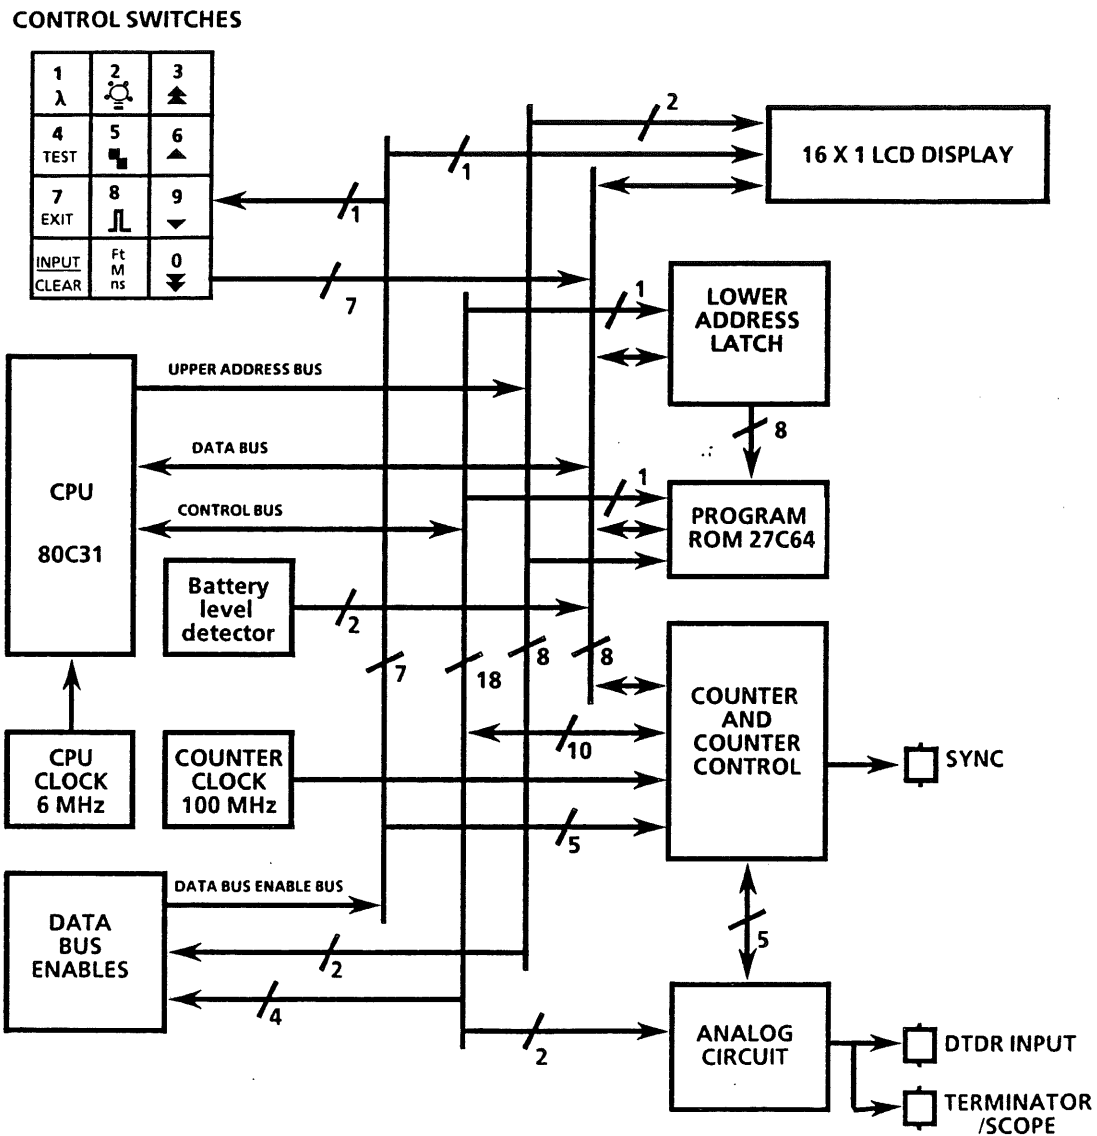 CONTROL SWITCHES
1 2 3
λ
4 5 6
TEST
7 8 9
EXIT
INPUT
CLEAR
Ft
M
ns
0
2
16 X 1 LCD DISPLAY
1
1
7
1
LOWER
ADDRESS
LATCH
UPPER ADDRESS BUS
8
DATA BUS
CPU
80C31
CONTROL BUS
1
PROGRAM
ROM 27C64
Battery
level
detector
2
7
18
8
8
COUNTER
AND
COUNTER
CONTROL
10
SYNC
CPU
CLOCK
6 MHz
COUNTER
CLOCK
100 MHz
5
DATA BUS ENABLE BUS
DATA
BUS
ENABLES
2
4
5
2
ANALOG
CIRCUIT
DTDR INPUT
TERMINATOR
/SCOPE